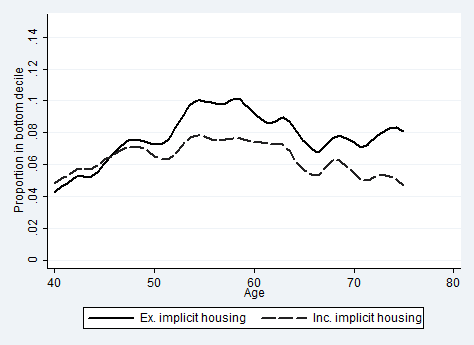 Proportion in bottom decile
.14
.12
.1
.08
.06
.04
.02
0
40 50 60 70 80
Age
Ex. implicit housing Inc. implicit housing